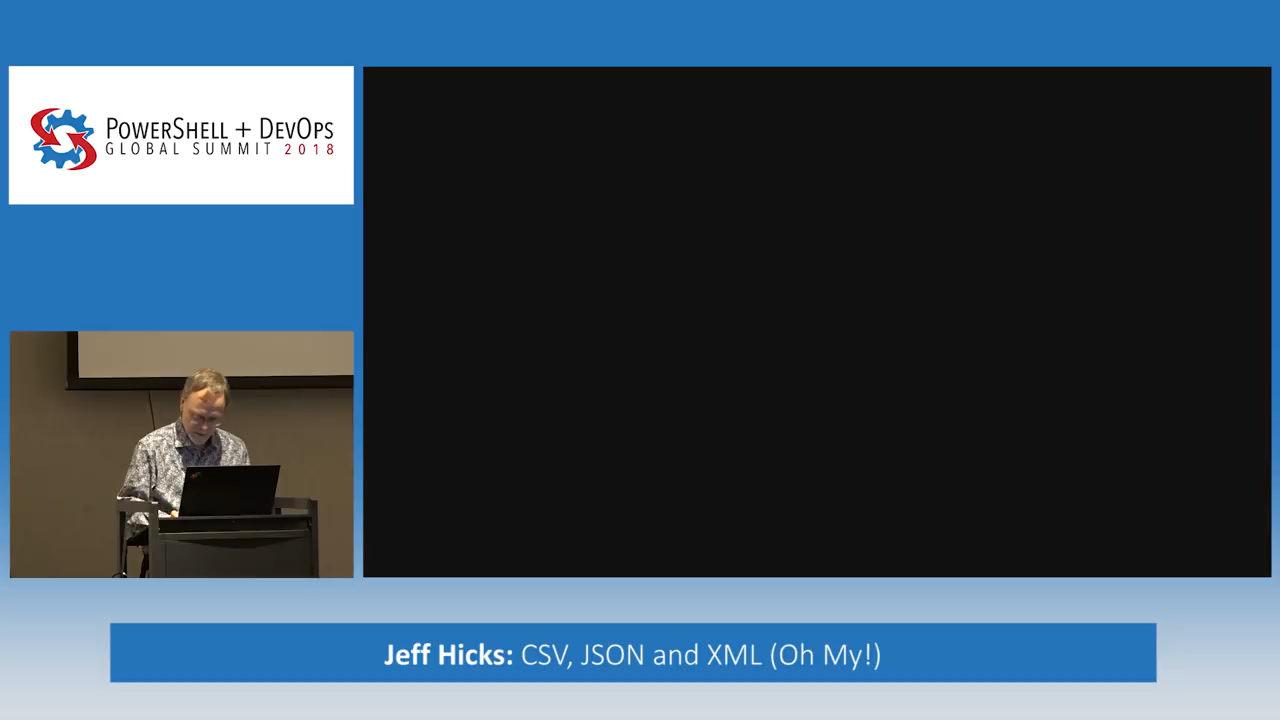 POWERSHELL + DEVOPS
GLOBAL SUMMIT 2018
Jeff Hicks: CSV, JSON and XML (Oh My!)